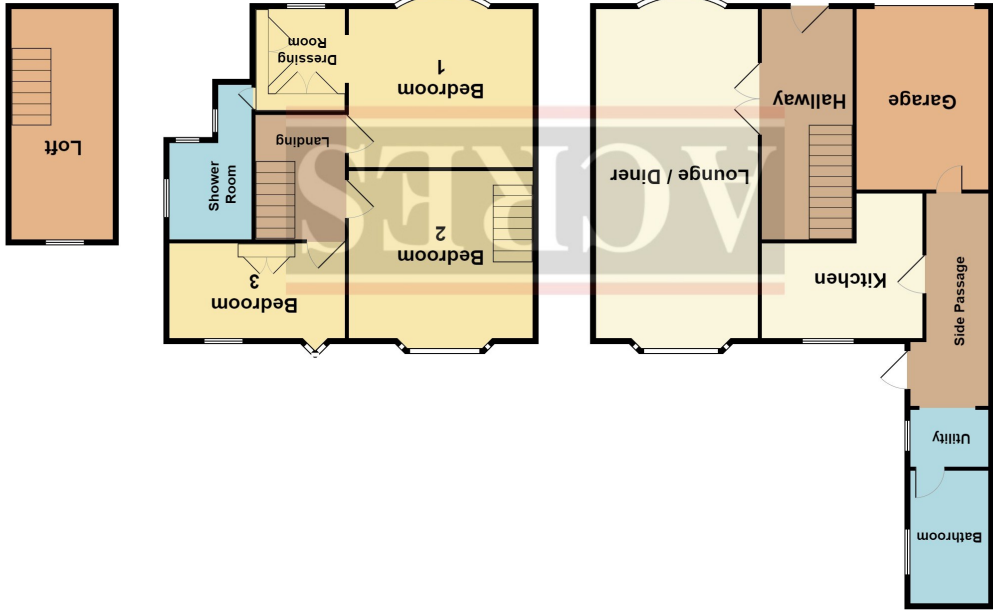 Bathroom
Utility
Side Passage
Kitchen
Garage
Hallway
Lounge / Diner
Bedroom
3
Bedroom
2
Shower
Room
Landing
Bedroom
1
Dressing
Room
Loft
ACRES